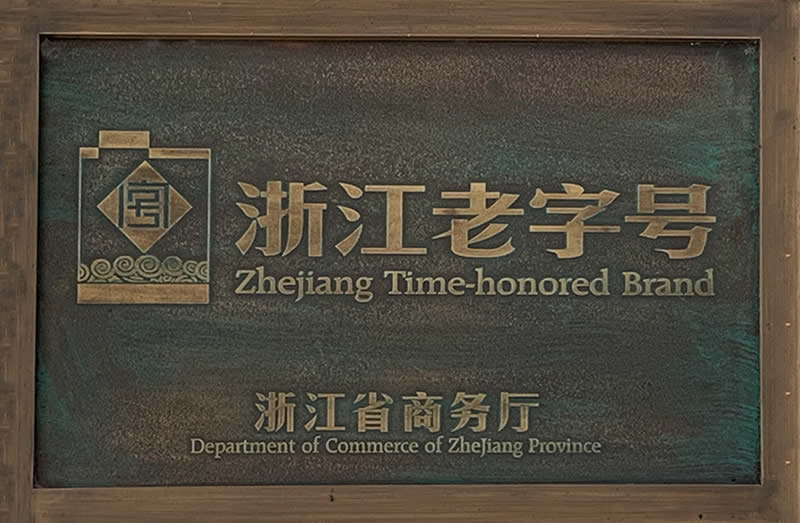 浙江老字号
Zhejiang Time-honored Brand
浙江省商务厅
Department of Commerce of ZheJiang Province